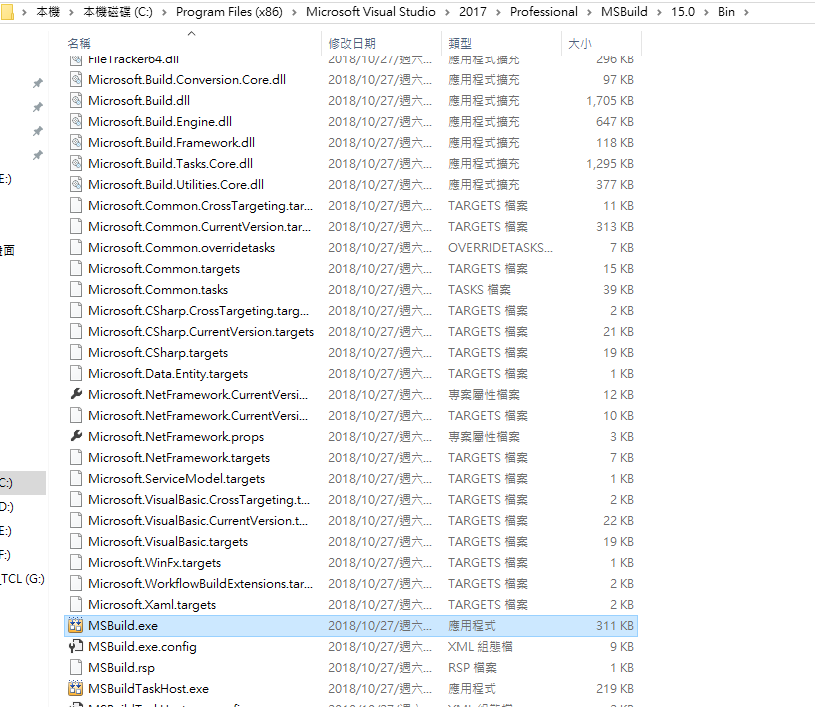 本機 > 本機磁碟 (C:) > Program Files (x86) > Microsoft Visual Studio > 2017 > Professional > MSBuild > 15.0 > Bin >
名稱 修改日期 類型 大小
FileTracker64.dll 2018/10/27/週六... 應用程式擴充 296 KB
Microsoft.Build.Conversion.Core.dll 2018/10/27/週六... 應用程式擴充 97 KB
Microsoft.Build.dll 2018/10/27/週六... 應用程式擴充 1,705 KB
Microsoft.Build.Engine.dll 2018/10/27/週六... 應用程式擴充 647 KB
Microsoft.Build.Framework.dll 2018/10/27/週六... 應用程式擴充 118 KB
Microsoft.Build.Tasks.Core.dll 2018/10/27/週六... 應用程式擴充 1,295 KB
E:)
Microsoft.Build.Utilities.Core.dll 2018/10/27/週六... 應用程式擴充 377 KB
Microsoft.Common.CrossTargeting.tar... 2018/10/27/週六... TARGETS 檔案 11 KB
Microsoft.Common.CurrentVersion.tar... 2018/10/27/週六... TARGETS 檔案 313 KB
面
Microsoft.Common.overridetasks 2018/10/27/週六... OVERRIDETASKS... 7 KB
Microsoft.Common.targets 2018/10/27/週六... TARGETS 檔案 15 KB
Microsoft.Common.tasks 2018/10/27/週六... TASKS 檔案 39 KB
Microsoft.CSharp.CrossTargeting.targ... 2018/10/27/週六... TARGETS 檔案 2 KB
Microsoft.CSharp.CurrentVersion.targets 2018/10/27/週六... TARGETS 檔案 21 KB
Microsoft.CSharp.targets 2018/10/27/週六... TARGETS 檔案 19 KB
Microsoft.Data.Entity.targets 2018/10/27/週六... TARGETS 檔案 1 KB
Microsoft.NetFramework.CurrentVersi... 2018/10/27/週六... 專案屬性檔案 12 KB
Microsoft.NetFramework.CurrentVersi... 2018/10/27/週六... TARGETS 檔案 10 KB
Microsoft.NetFramework.props 2018/10/27/週六... 專案屬性檔案 3 KB
Microsoft.NetFramework.targets 2018/10/27/週六... TARGETS 檔案 7 KB
C:)
Microsoft.ServiceModel.targets 2018/10/27/週六... TARGETS 檔案 1 KB
Microsoft.VisualBasic.CrossTargeting.t... 2018/10/27/週六... TARGETS 檔案 2 KB
D:)
Microsoft.VisualBasic.CurrentVersion.t... 2018/10/27/週六... TARGETS 檔案 22 KB
E:)
Microsoft.VisualBasic.targets 2018/10/27/週六... TARGETS 檔案 19 KB
F:)
Microsoft.WinFx.targets 2018/10/27/週六... TARGETS 檔案 1 KB
_TCL (G:)
Microsoft.WorkflowBuildExtensions.tar... 2018/10/27/週六... TARGETS 檔案 2 KB
Microsoft.Xaml.targets 2018/10/27/週六... TARGETS 檔案 2 KB
MSBuild.exe 2018/10/27/週六... 應用程式 311 KB
MSBuild.exe.config 2018/10/27/週六... XML 組態檔 9 KB
MSBuild.rsp 2018/10/27/週六... RSP 檔案 1 KB
MSBuildTaskHost.exe 2018/10/27/週六... 應用程式 219 KB